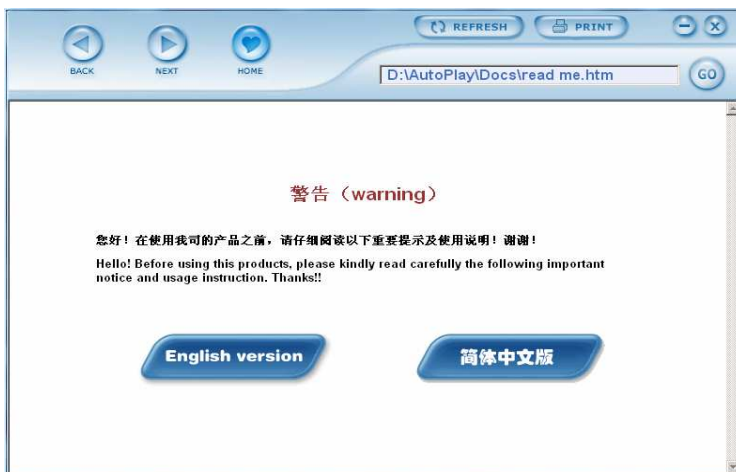 REFRESH
PRINT
BACK
NEXT
HOME
D:\AutoPlay\Docs\read me.htm
GO
警告（warning）
您好！在使用我司的产品之前，请仔细阅读以下重要提示及使用说明！谢谢！
Hello! Before using this products, please kindly read carefully the following important
notice and usage instruction. Thanks!!
English version
简体中文版